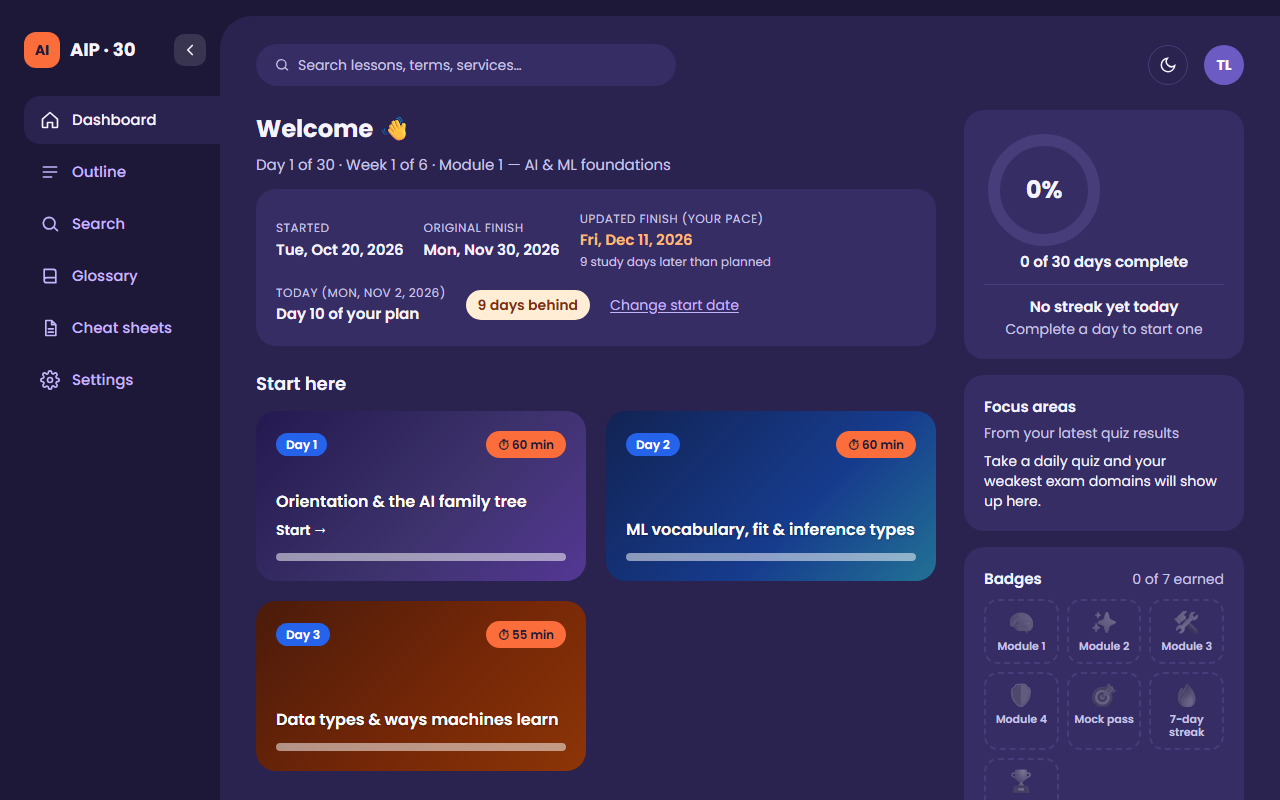 AI
AIP · 30
Dashboard
Outline
Search
Glossary
Cheat sheets
Settings
Search lessons, terms, services...
TL
Welcome 👋
Day 1 of 30 · Week 1 of 6 · Module 1 — AI & ML foundations
STARTED
Tue, Oct 20, 2026
ORIGINAL FINISH
Mon, Nov 30, 2026
UPDATED FINISH (YOUR PACE)
Fri, Dec 11, 2026
9 study days later than planned
TODAY (MON, NOV 2, 2026)
Day 10 of your plan
9 days behind
Change start date
Start here
Day 1
⏱ 60 min
Orientation & the AI family tree
Start →
Day 2
⏱ 60 min
ML vocabulary, fit & inference types
Day 3
⏱ 55 min
Data types & ways machines learn
0%
0 of 30 days complete
No streak yet today
Complete a day to start one
Focus areas
From your latest quiz results
Take a daily quiz and your
weakest exam domains will show
up here.
Badges
0 of 7 earned
Module 1
Module 2
Module 3
Module 4
Mock pass
7-day
streak